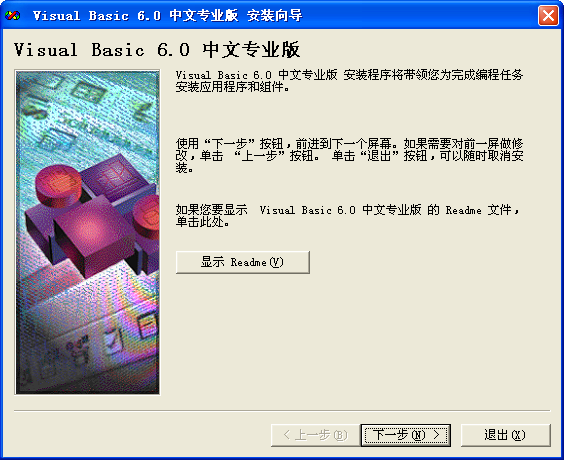 Visual Basic 6.0 中文专业版 安装向导
Visual Basic 6.0 中文专业版
Visual Basic 6.0 中文专业版 安装程序将带领您为完成编程任务
安装应用程序和组件。
使用“下一步”按钮，前进到下一个屏幕。如果需要对前一屏做修
改，单击 “上一步”按钮。 单击“退出”按钮，可以随时取消安
装。
如果您要显示  Visual Basic 6.0 中文专业版 的 Readme 文件，
单击此处。
显示 Readme(V)
< 上一步(B)
下一步(N) >
退出(X)